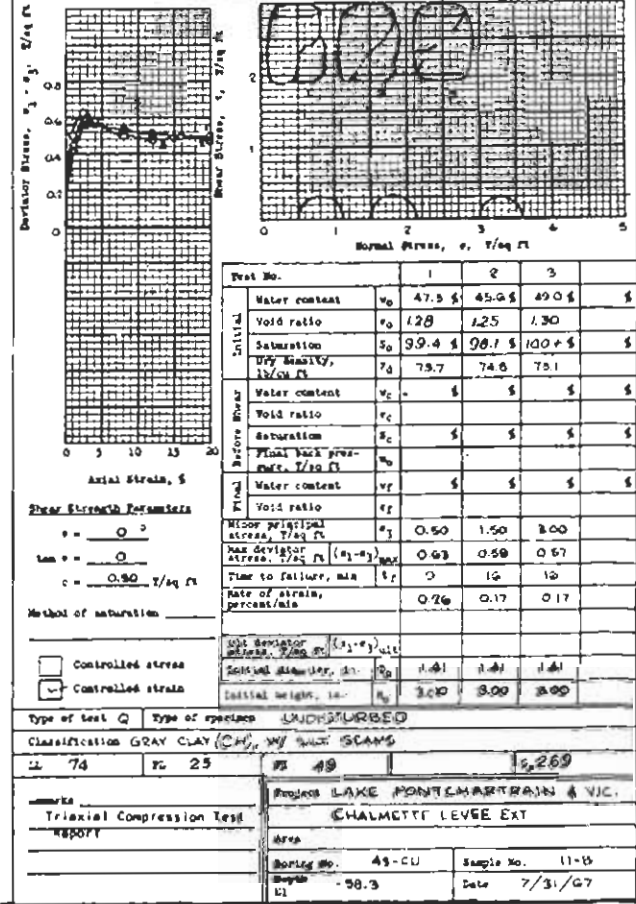 Deviator Stress, σ1 - σ3, T/sq ft
0.8
0.6
0.4
0.2
0
0 5 10 15 20
Axial Strain, %
Shear Stress, τ, T/sq ft
2
1
0
0 1 2 3 4 5
Normal Stress, σ, T/sq ft
Shear Strength Parameters
φ = 0 °
tan φ = 0
c = 0.30 T/sq ft
Method of saturation
Controlled stress
Controlled strain
Test No. 1 2 3
Initial
Water content w0 47.5 % 45.6 % 49.0 % %
Void ratio e0 1.28 1.25 1.30
Saturation S0 99.4 % 98.1 % 100+ % %
Dry density, lb/cu ft γd 73.7 74.6 73.1
Before Shear
Water content wc % % % %
Void ratio ec
Saturation Sc % % % %
Final back pressure, T/sq ft u0
Final
Water content wf % % % %
Void ratio ef
Minor principal stress, T/sq ft σ3 0.50 1.50 3.00
Max deviator stress, T/sq ft (σ1-σ3)max 0.63 0.58 0.57
Time to failure, min tf
Rate of strain, percent/min 0.26 0.17 0.17
Ult deviator stress, T/sq ft (σ1-σ3)ult
Initial diameter, in. D0 1.41 1.41 1.41
Initial height, in. H0 3.00 3.00 3.00
Type of test Q Type of specimen UNDISTURBED
Classification GRAY CLAY (CH), W/ SILT SEAMS
LL 74 PL 25 PI 49 Gs 2.69
Remarks
Triaxial Compression Test Report
Project LAKE PONTCHARTRAIN & VIC.
CHALMETTE LEVEE EXT
Area
Boring No. 43-CU Sample No. 11-B
Depth El -58.3 Date 7/31/67